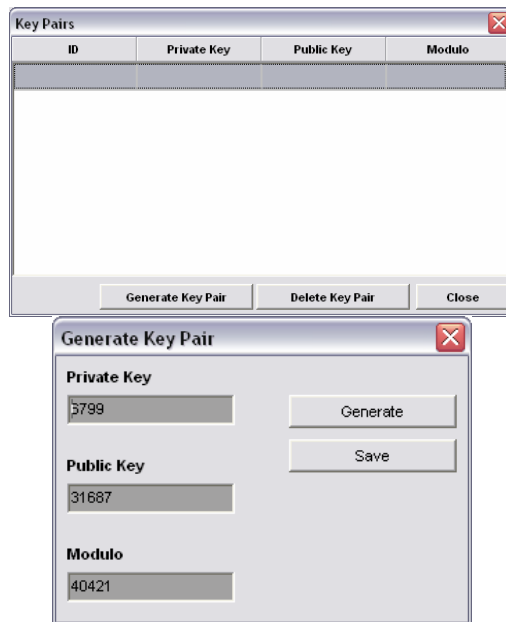 Key Pairs
ID Private Key Public Key Modulo
Generate Key Pair Delete Key Pair Close
Generate Key Pair
Private Key
6799
Generate
Save
Public Key
31687
Modulo
40421